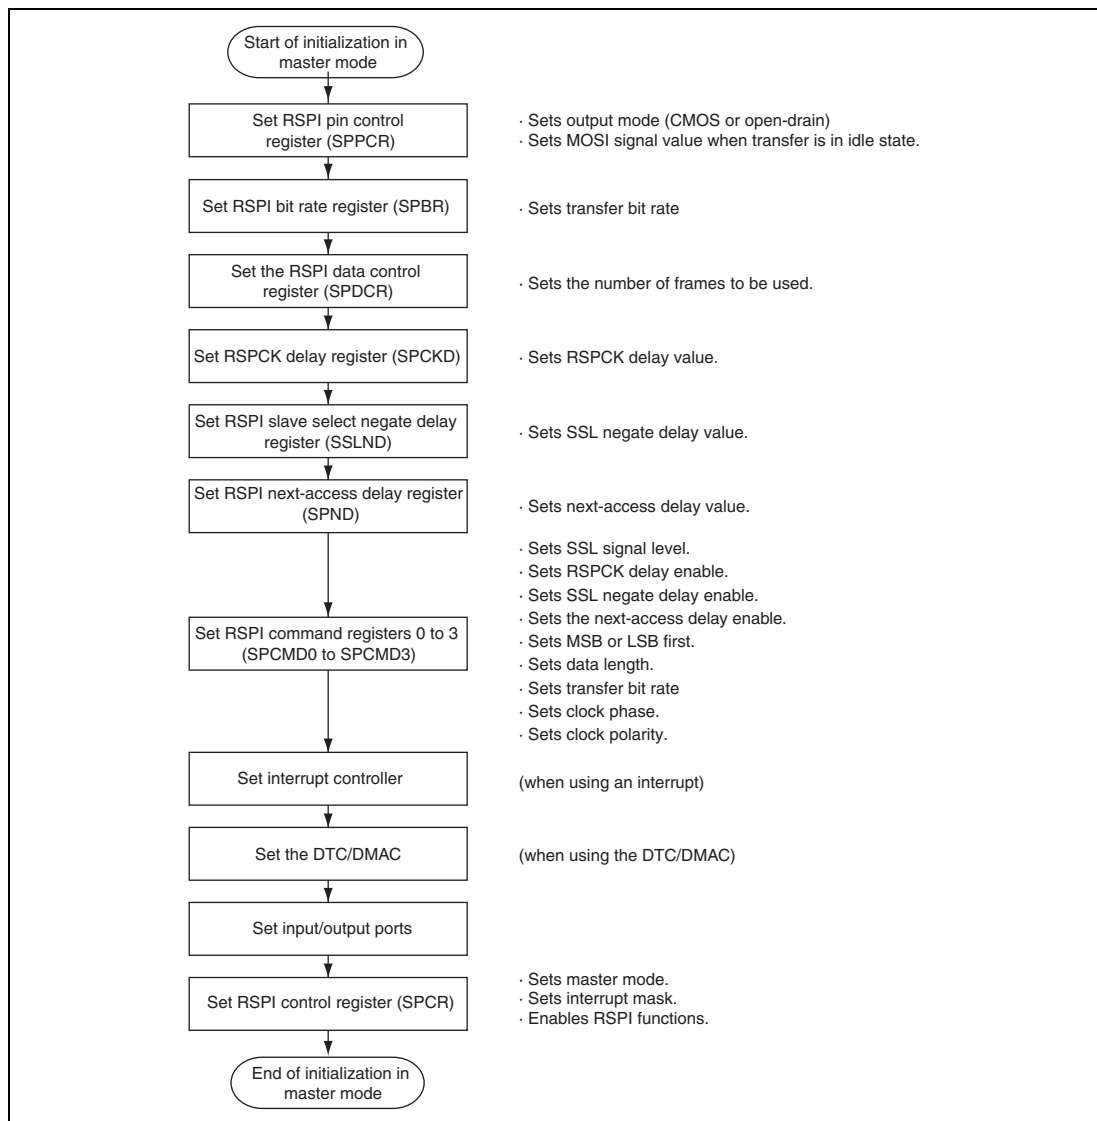 Start of initialization in
master mode
Set RSPI pin control
register (SPPCR)
· Sets output mode (CMOS or open-drain)
· Sets MOSI signal value when transfer is in idle state.
Set RSPI bit rate register (SPBR)
· Sets transfer bit rate
Set the RSPI data control
register (SPDCR)
· Sets the number of frames to be used.
Set RSPCK delay register (SPCKD)
· Sets RSPCK delay value.
Set RSPI slave select negate delay
register (SSLND)
· Sets SSL negate delay value.
Set RSPI next-access delay register
(SPND)
· Sets next-access delay value.
Set RSPI command registers 0 to 3
(SPCMD0 to SPCMD3)
· Sets SSL signal level.
· Sets RSPCK delay enable.
· Sets SSL negate delay enable.
· Sets the next-access delay enable.
· Sets MSB or LSB first.
· Sets data length.
· Sets transfer bit rate
· Sets clock phase.
· Sets clock polarity.
Set interrupt controller
(when using an interrupt)
Set the DTC/DMAC
(when using the DTC/DMAC)
Set input/output ports
Set RSPI control register (SPCR)
· Sets master mode.
· Sets interrupt mask.
· Enables RSPI functions.
End of initialization in
master mode